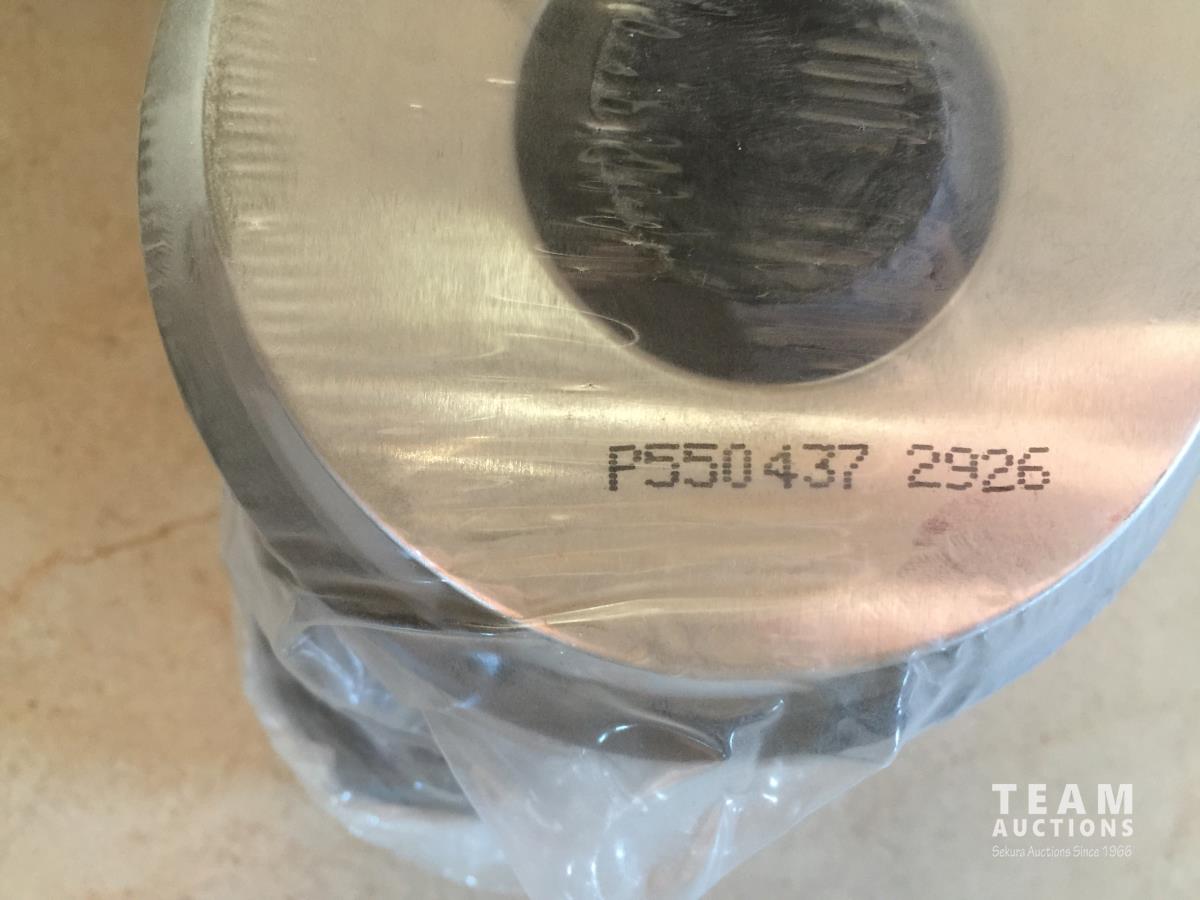 P550437 2926
TEAM
AUCTIONS
Sekura Auctions Since 1966